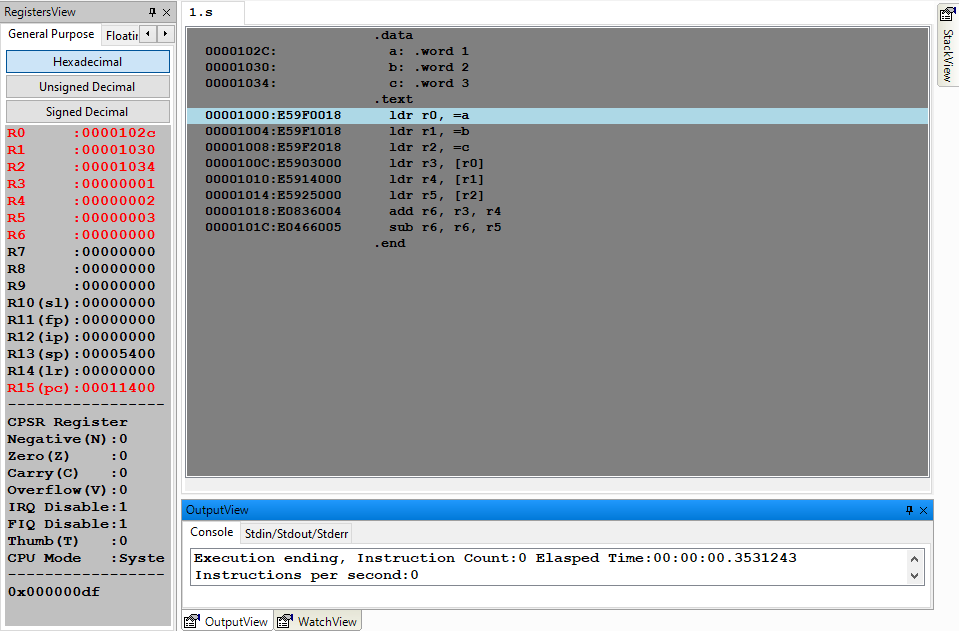 RegistersView
General Purpose Floatin
Hexadecimal
Unsigned Decimal
Signed Decimal
R0 :0000102c
R1 :00001030
R2 :00001034
R3 :00000001
R4 :00000002
R5 :00000003
R6 :00000000
R7 :00000000
R8 :00000000
R9 :00000000
R10(sl):00000000
R11(fp):00000000
R12(ip):00000000
R13(sp):00005400
R14(lr):00000000
R15(pc):00011400
-----------------
CPSR Register
Negative(N):0
Zero(Z) :0
Carry(C) :0
Overflow(V):0
IRQ Disable:1
FIQ Disable:1
Thumb(T) :0
CPU Mode :Syste
-----------------
0x000000df
1.s
.data
0000102C: a: .word 1
00001030: b: .word 2
00001034: c: .word 3
.text
00001000:E59F0018 ldr r0, =a
00001004:E59F1018 ldr r1, =b
00001008:E59F2018 ldr r2, =c
0000100C:E5903000 ldr r3, [r0]
00001010:E5914000 ldr r4, [r1]
00001014:E5925000 ldr r5, [r2]
00001018:E0836004 add r6, r3, r4
0000101C:E0466005 sub r6, r6, r5
.end
StackView
OutputView
Console Stdin/Stdout/Stderr
Execution ending, Instruction Count:0 Elasped Time:00:00:00.3531243
Instructions per second:0
OutputView WatchView